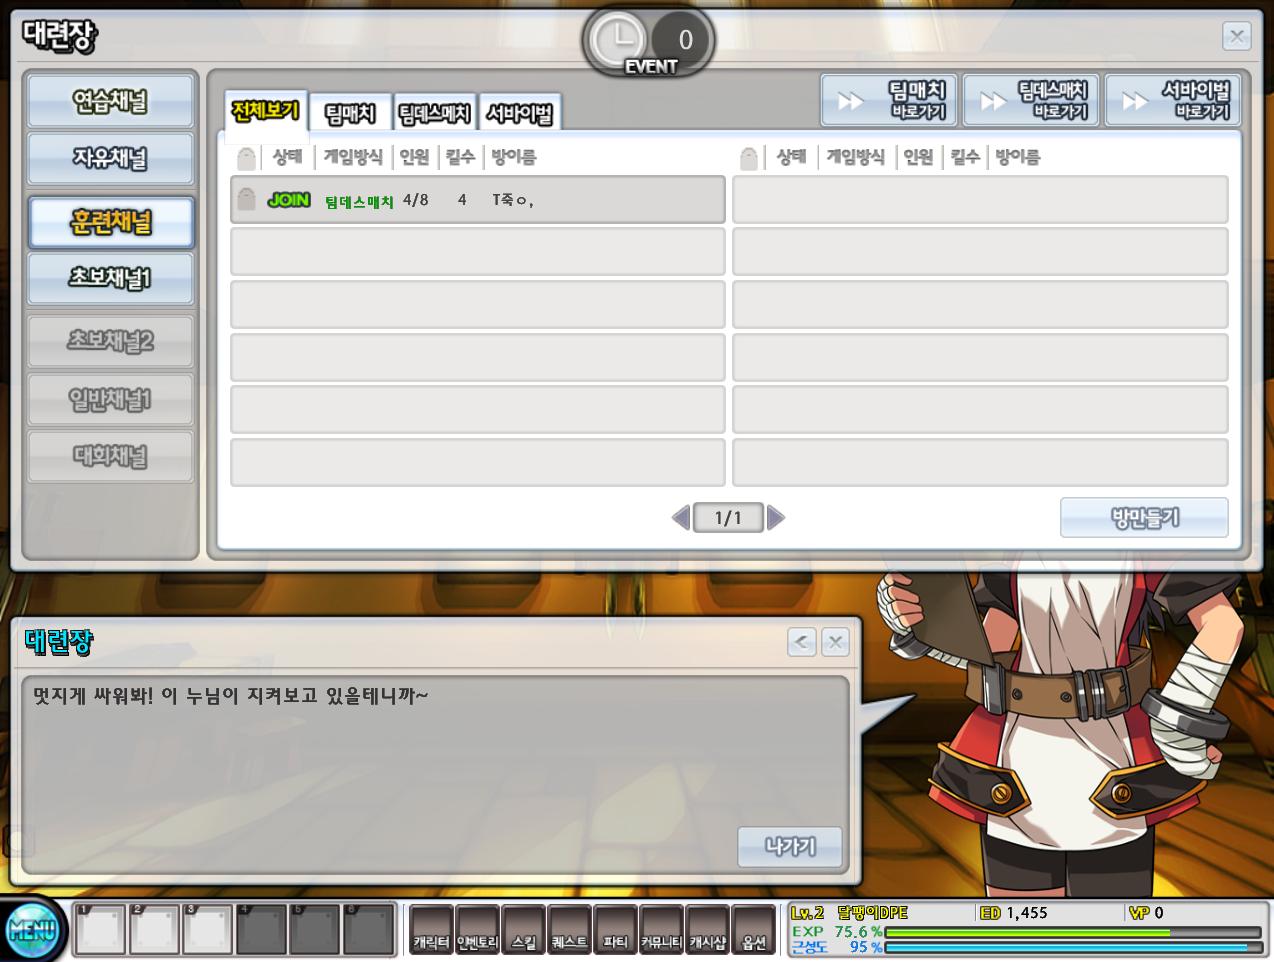 대련장
0
EVENT
연습채널
자유채널
훈련채널
초보채널1
초보채널2
일반채널1
대회채널
전체보기 팀매치 팀데스매치 서바이벌
팀매치 바로가기
팀데스매치 바로가기
서바이벌 바로가기
상태 게임방식 인원 킬수 방이름
상태 게임방식 인원 킬수 방이름
JOIN 팀데스매치 4/8 4 T죽ㅇ,
1/1
방만들기
대련장
멋지게 싸워봐! 이 누님이 지켜보고 있을테니까~
나가기
MENU
1 2 3 4 5 6
캐릭터 인벤토리 스킬 퀘스트 파티 커뮤니티 캐시샵 옵션
Lv.2 달팽이DPE ED 1,455 VP 0
EXP 75.6 %
근성도 95 %